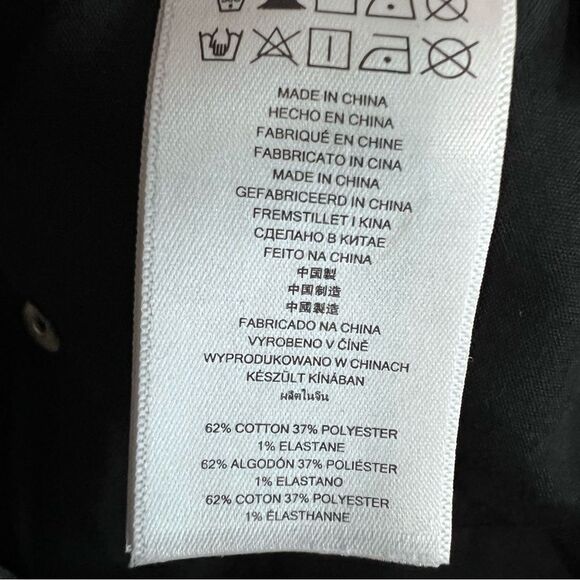 MADE IN CHINA
HECHO EN CHINA
FABRIQUÉ EN CHINE
FABBRICATO IN CINA
MADE IN CHINA
GEFABRICEERD IN CHINA
FREMSTILLET I KINA
СДЕЛАНО В КИТАЕ
FEITO NA CHINA
中国製
中国制造
中國製造
FABRICADO NA CHINA
VYROBENO V ČÍNĚ
WYPRODUKOWANO W CHINACH
KÉSZÜLT KÍNÁBAN
ผลิตในจีน
62% COTTON 37% POLYESTER
1% ELASTANE
62% ALGODÓN 37% POLIÉSTER
1% ELASTANO
62% COTON 37% POLYESTER
1% ÉLASTHANNE